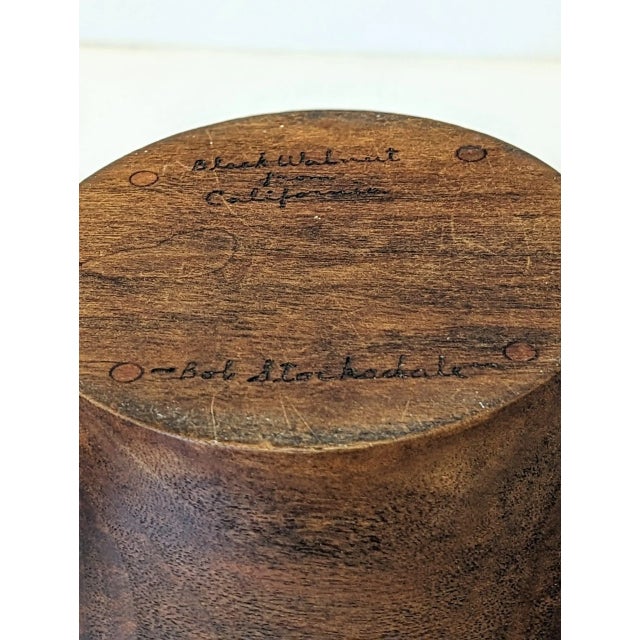 Black Walnut
from
California
Bob Stocksdale